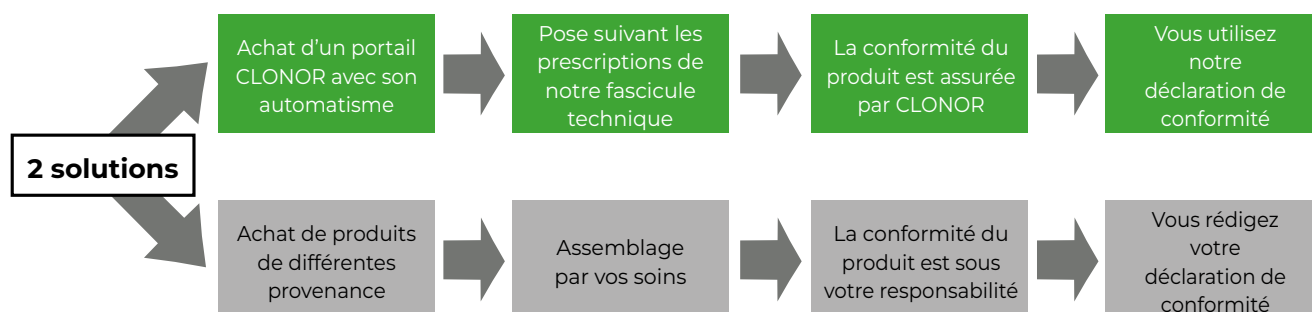 Achat d'un portail
CLONOR avec son
automatisme
Pose suivant les
prescriptions de
notre fascicule
technique
La conformité du
produit est assurée
par CLONOR
Vous utilisez
notre
déclaration de
conformité
2 solutions
Achat de produits
de différentes
provenance
Assemblage
par vos soins
La conformité du
produit est sous
votre responsabilité
Vous rédigez
votre
déclaration de
conformité